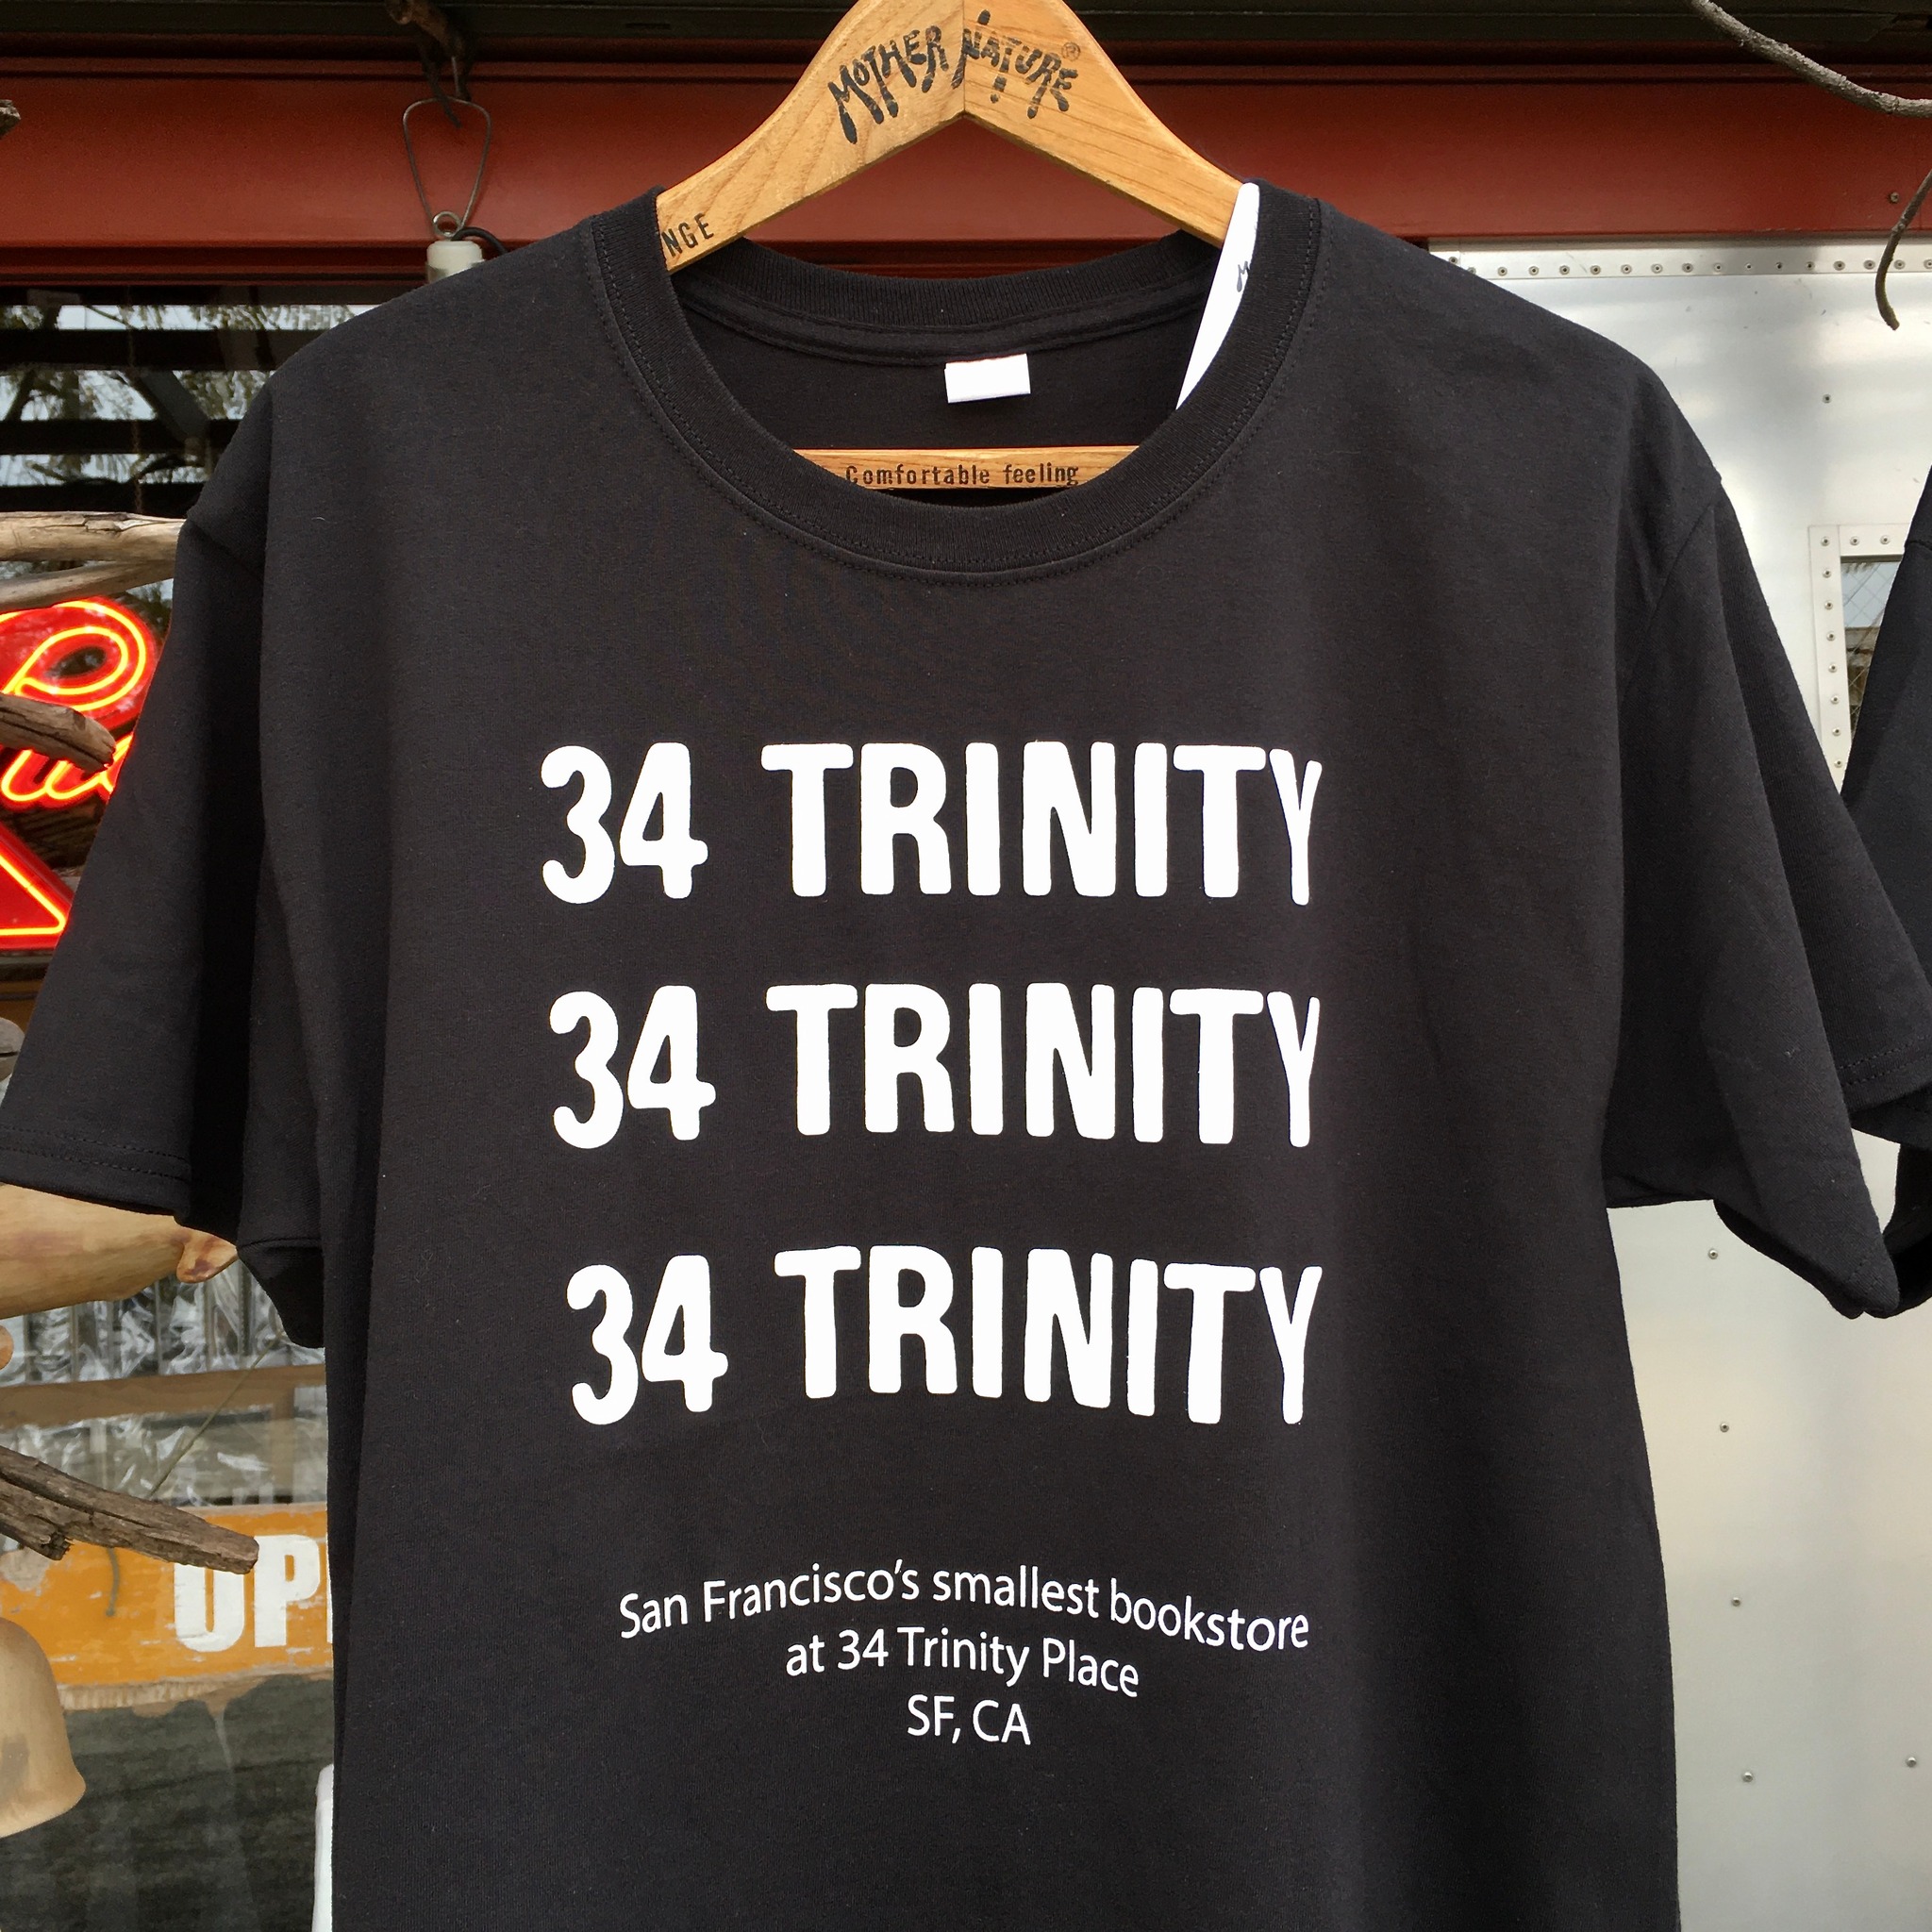 MOTHER NATURE®
NGE
Comfortable feeling
34 TRINITY
34 TRINITY
34 TRINITY
San Francisco's smallest bookstore
at 34 Trinity Place
SF, CA
OP